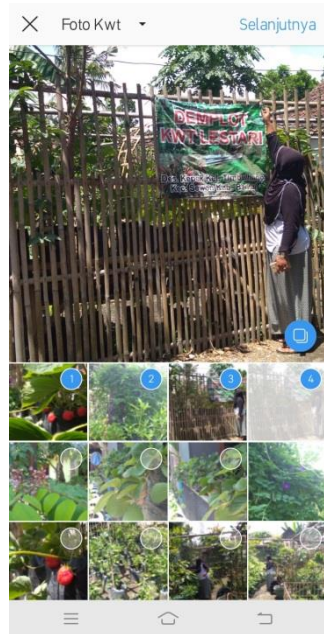 Foto Kwt
Selanjutnya
DEMPLOT
KWT LESTARI
1
2
3
4